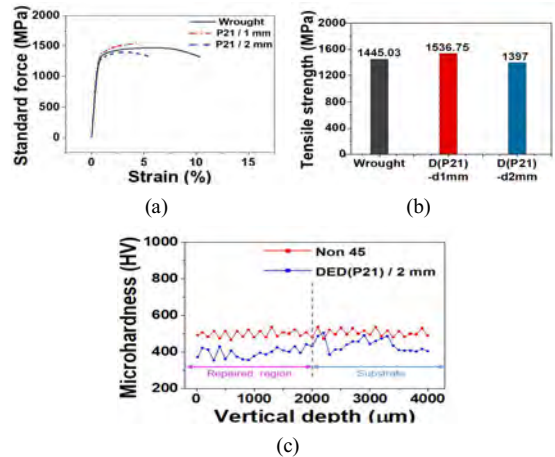 Standard force (MPa)
2000
1500
1000
500
0
Wrought
P21 / 1 mm
P21 / 2 mm
0
5
10
15
Strain (%)
(a)
Tensile strength (MPa)
2000
1600
1200
800
400
0
1445.03
1536.75
1397
Wrought
D(P21)
-d1mm
D(P21)
-d2mm
(b)
Microhardness (HV)
1000
800
600
400
200
Non 45
DED(P21) / 2 mm
Repaired region
Substrate
0
1000
2000
3000
4000
Vertical depth (μm)
(c)